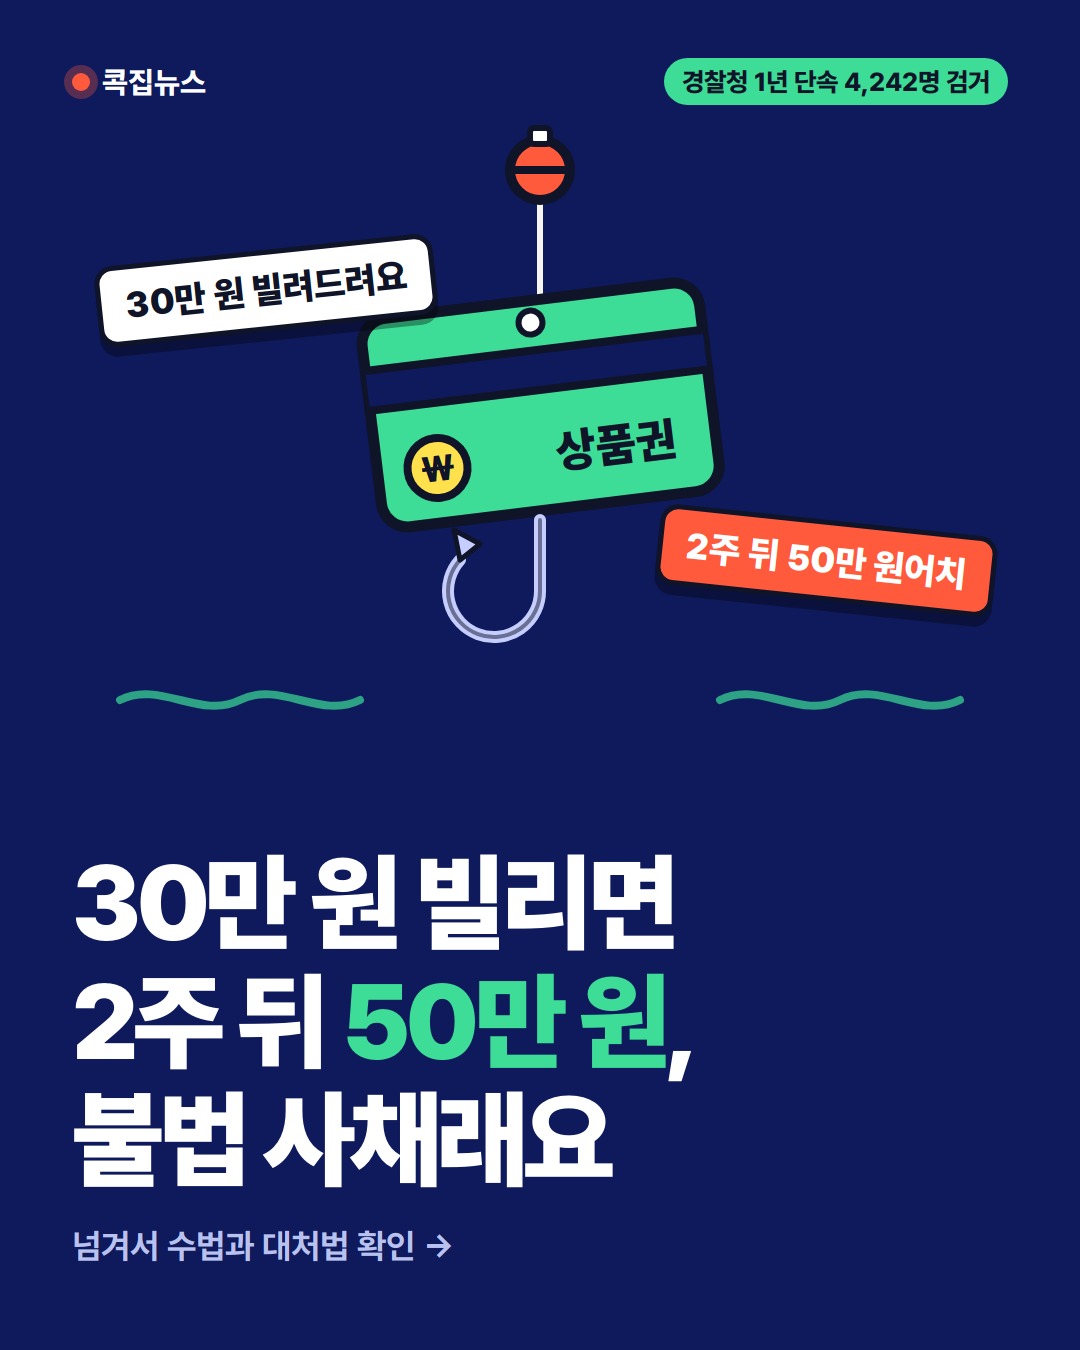 콕집뉴스
경찰청 1년 단속 4,242명 검거
30만 원 빌려드려요
상품권
₩
2주 뒤 50만 원어치
30만 원 빌리면
2주 뒤 50만 원,
불법 사채래요
넘겨서 수법과 대처법 확인 →